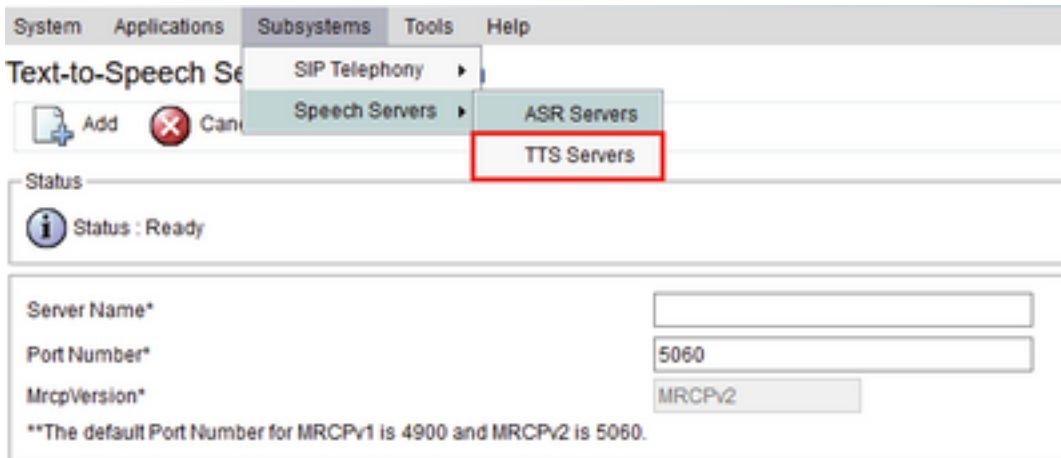 System Applications Subsystems Tools Help
Text-to-Speech Se
SIP Telephony
Add
Speech Servers
ASR Servers
TTS Servers
Status
Status : Ready
Server Name*
Port Number* 5060
MrcpVersion* MRCPv2
**The default Port Number for MRCPv1 is 4900 and MRCPv2 is 5060.